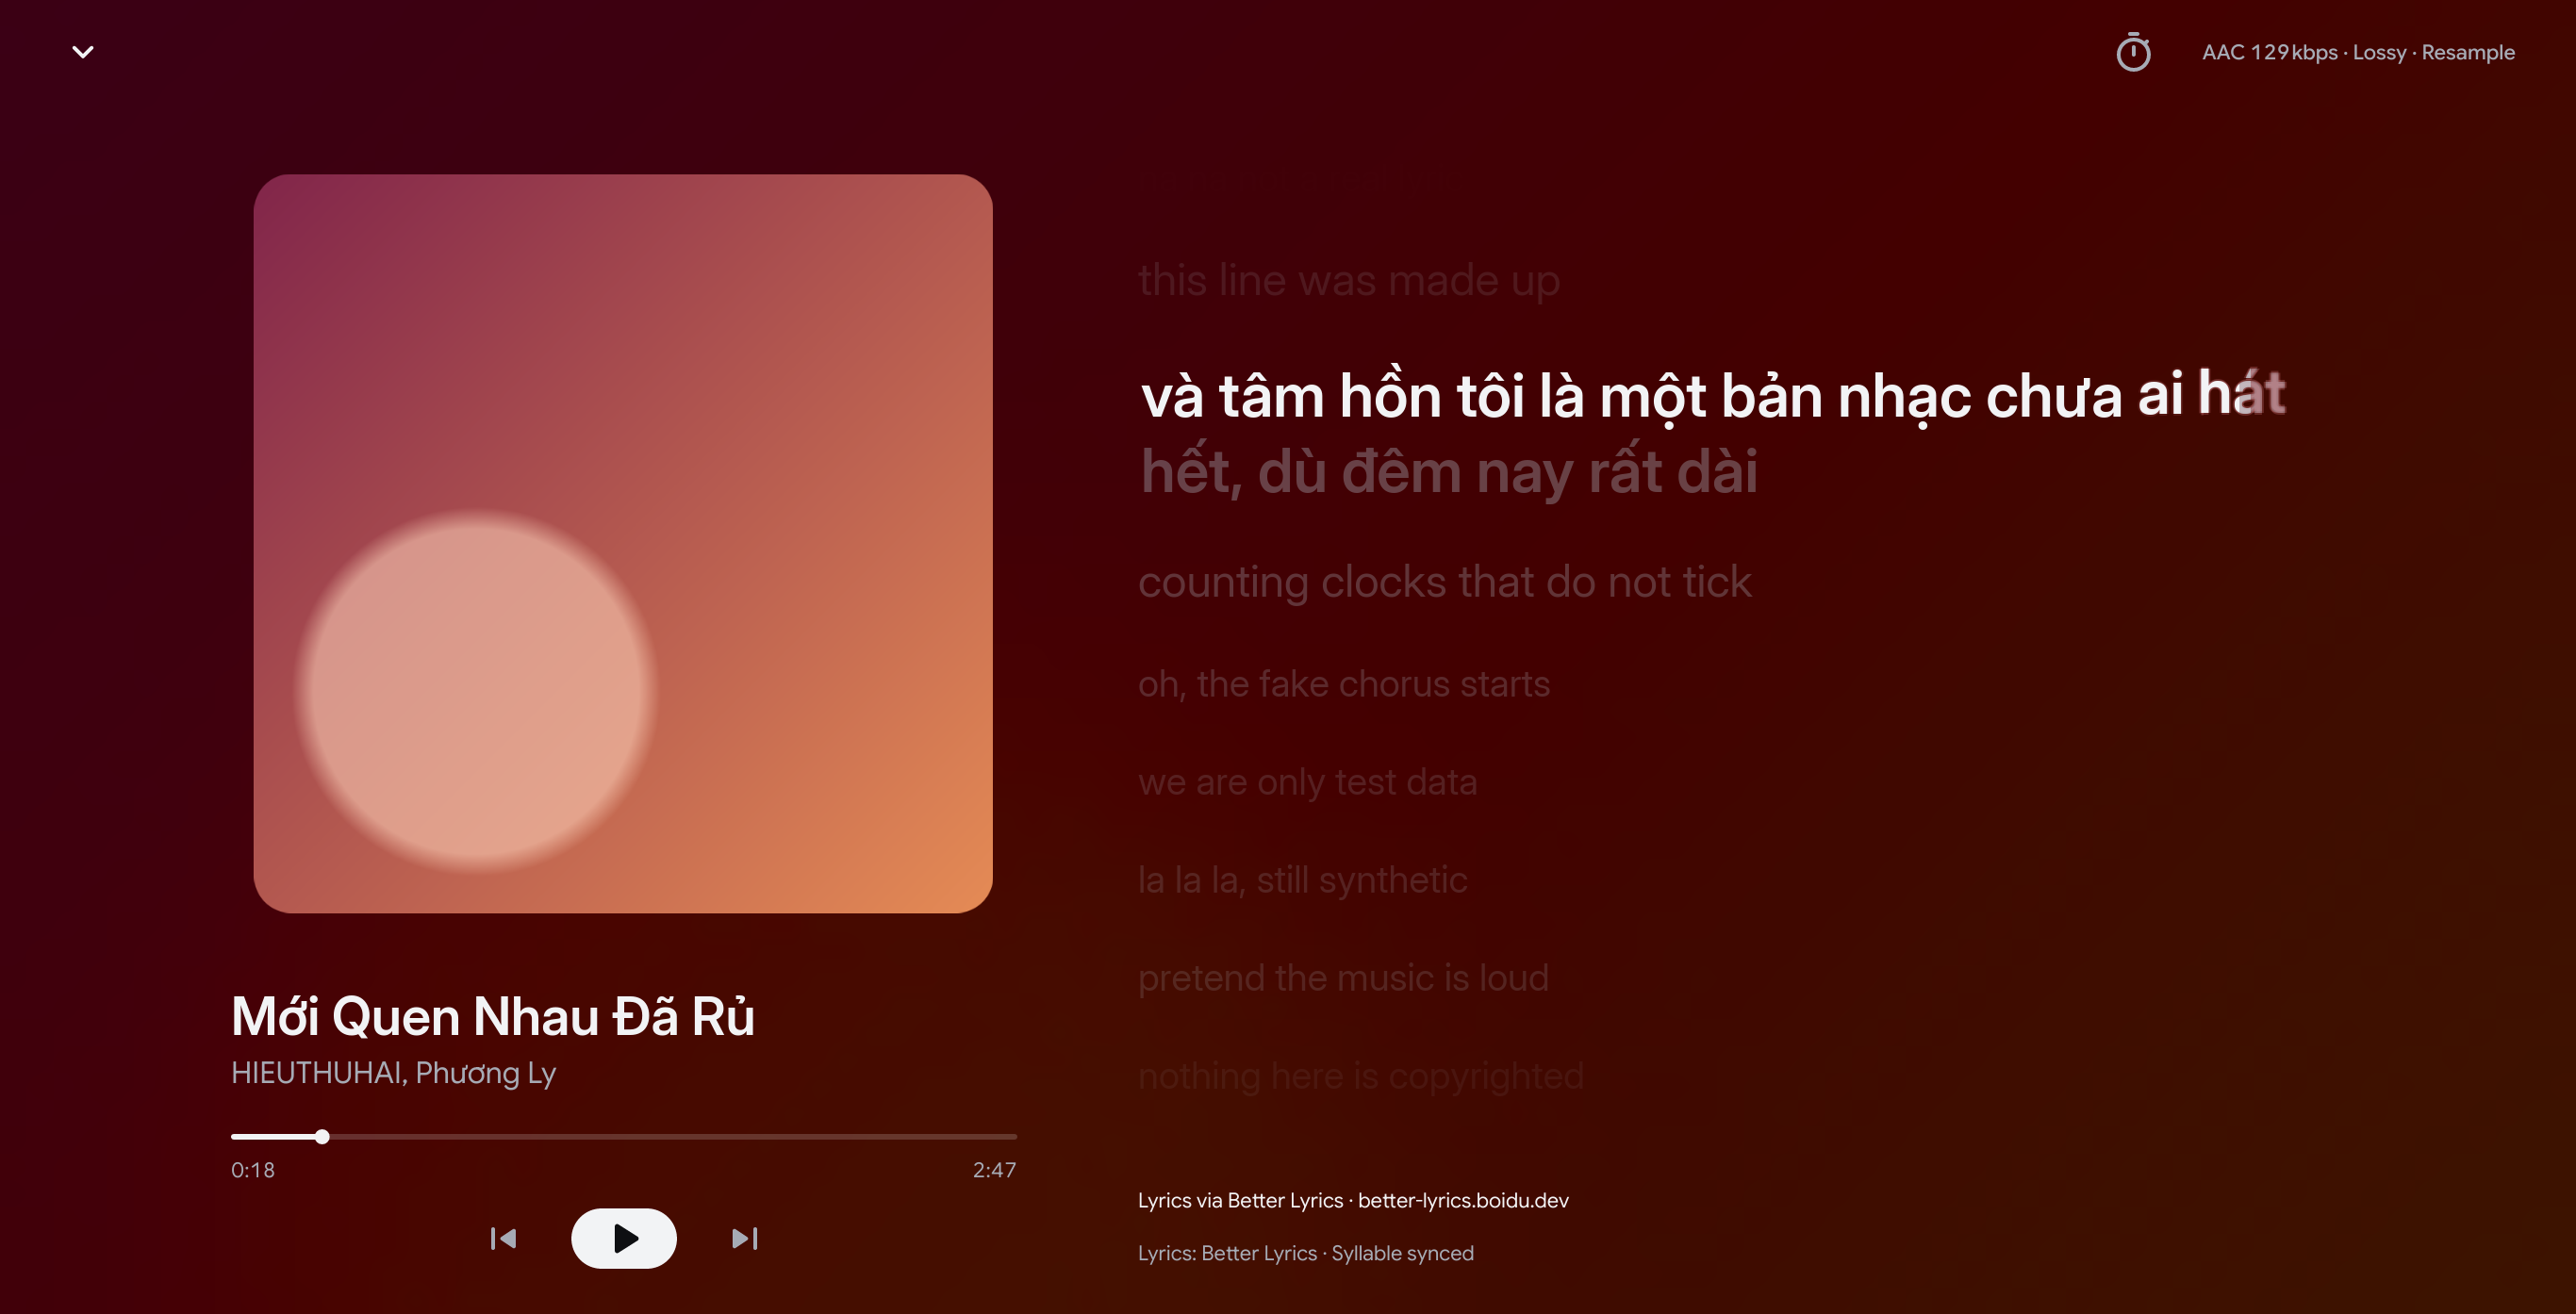 AAC 129 kbps · Lossy · Resample
this line was made up
và tâm hồn tôi là một bản nhạc chưa ai hát
hết, dù đêm nay rất dài
counting clocks that do not tick
oh, the fake chorus starts
we are only test data
la la la, still synthetic
pretend the music is loud
nothing here is copyrighted
Mới Quen Nhau Đã Rủ
HIEUTHUHAI, Phương Ly
0:18
2:47
Lyrics via Better Lyrics · better-lyrics.boidu.dev
Lyrics: Better Lyrics · Syllable synced